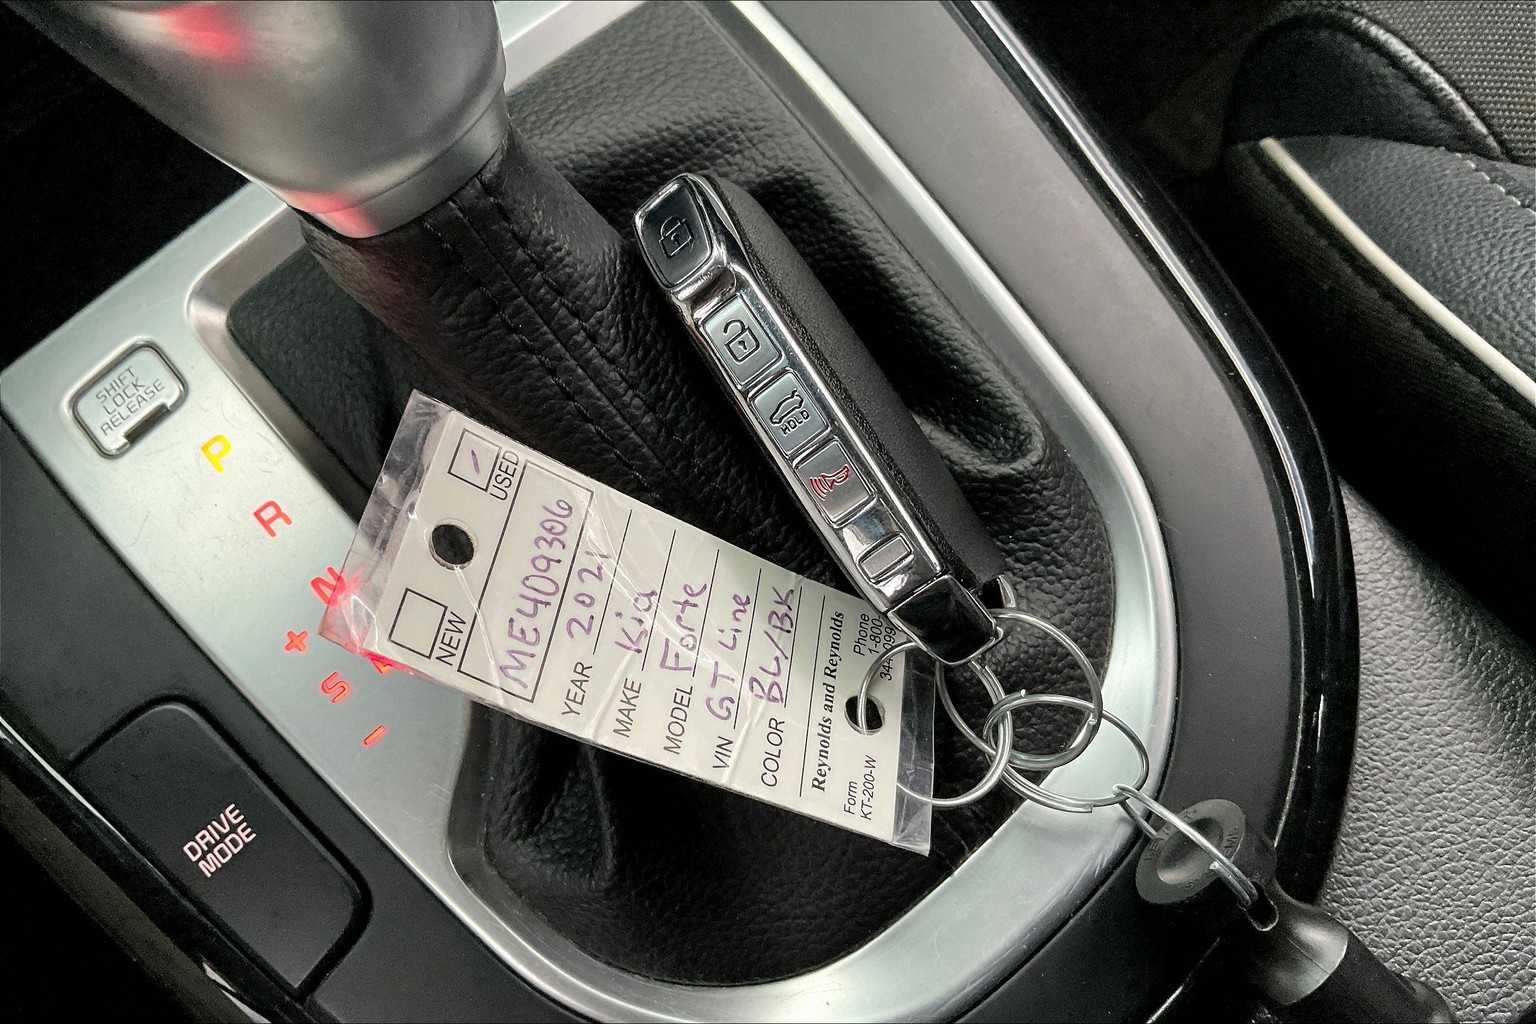 SHIFT
LOCK
RELEASE
P
R
N
+
S
-
DRIVE
MODE
HOLD
USED
NEW
ME409306
YEAR 2021
MAKE Kia
MODEL Forte
VIN GT Line
COLOR BL/BK
Reynolds and Reynolds
Phone
1-800-
Form
KT-200-W